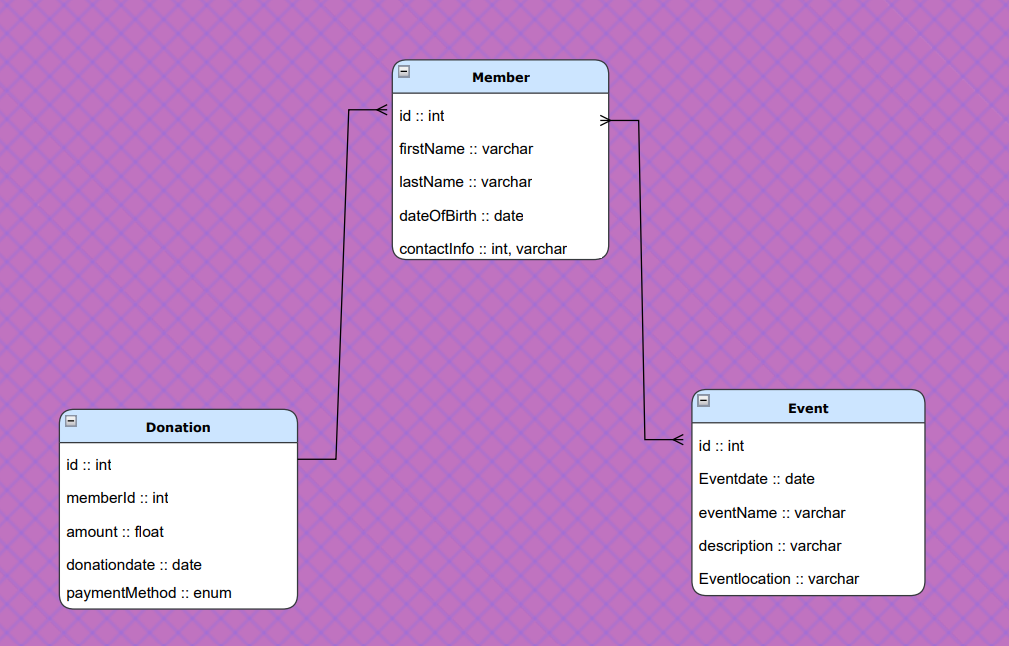 Member
id :: int
firstName :: varchar
lastName :: varchar
dateOfBirth :: date
contactInfo :: int, varchar
Donation
id :: int
memberId :: int
amount :: float
donationdate :: date
paymentMethod :: enum
Event
id :: int
Eventdate :: date
eventName :: varchar
description :: varchar
Eventlocation :: varchar